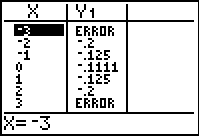 X Y₁
-3 ERROR
-2 -.2
-1 -.125
0 -.1111
1 -.125
2 -.2
3 ERROR
X=-3